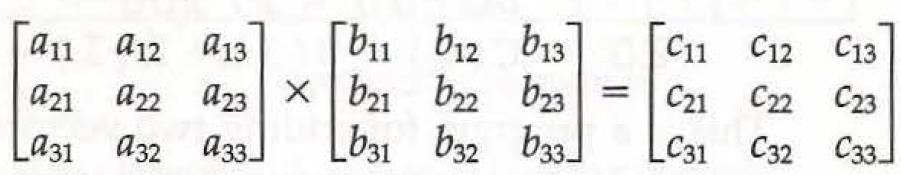 [a11 a12 a13] [b11 b12 b13] [c11 c12 c13]
[a21 a22 a23] × [b21 b22 b23] = [c21 c22 c23]
[a31 a32 a33] [b31 b32 b33] [c31 c32 c33]